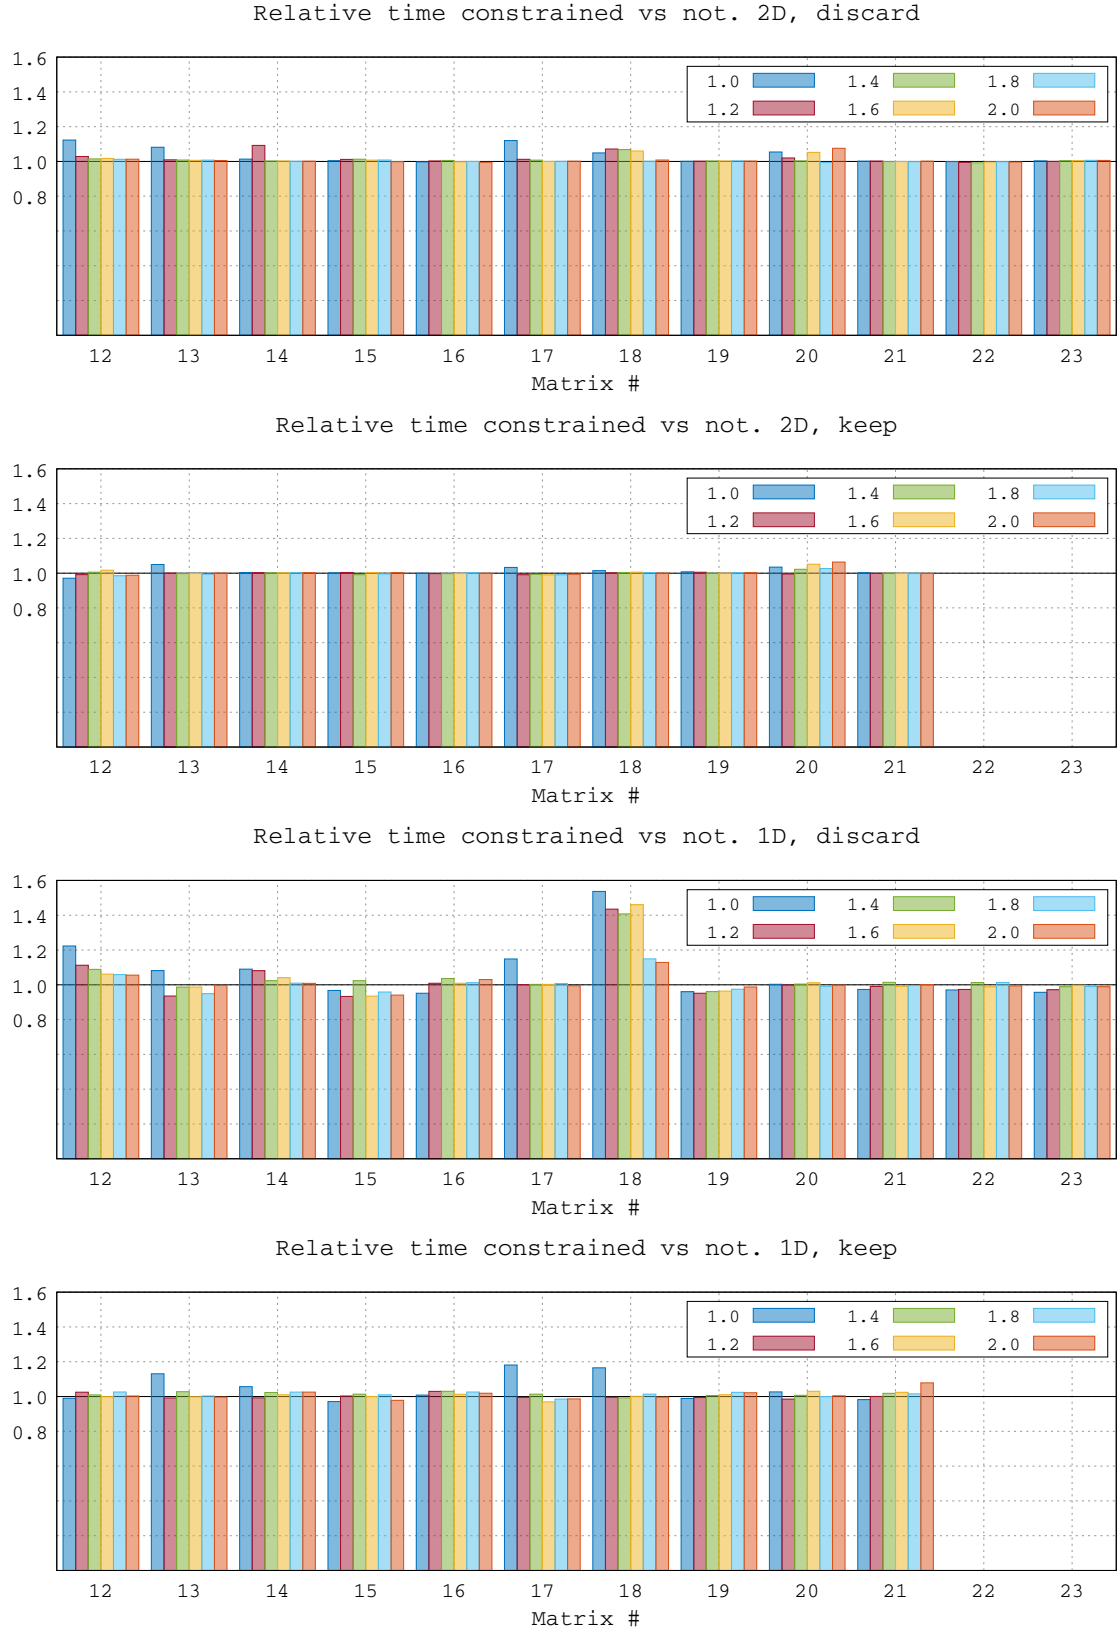 Relative time constrained vs not. 2D, discard
1.6
1.0 1.4 1.8
1.4
1.2 1.6 2.0
1.2
1.0
0.8
12 13 14 15 16 17 18 19 20 21 22 23
Matrix #
Relative time constrained vs not. 2D, keep
1.6
1.0 1.4 1.8
1.4
1.2 1.6 2.0
1.2
1.0
0.8
12 13 14 15 16 17 18 19 20 21 22 23
Matrix #
Relative time constrained vs not. 1D, discard
1.6
1.0 1.4 1.8
1.4
1.2 1.6 2.0
1.2
1.0
0.8
12 13 14 15 16 17 18 19 20 21 22 23
Matrix #
Relative time constrained vs not. 1D, keep
1.6
1.0 1.4 1.8
1.4
1.2 1.6 2.0
1.2
1.0
0.8
12 13 14 15 16 17 18 19 20 21 22 23
Matrix #